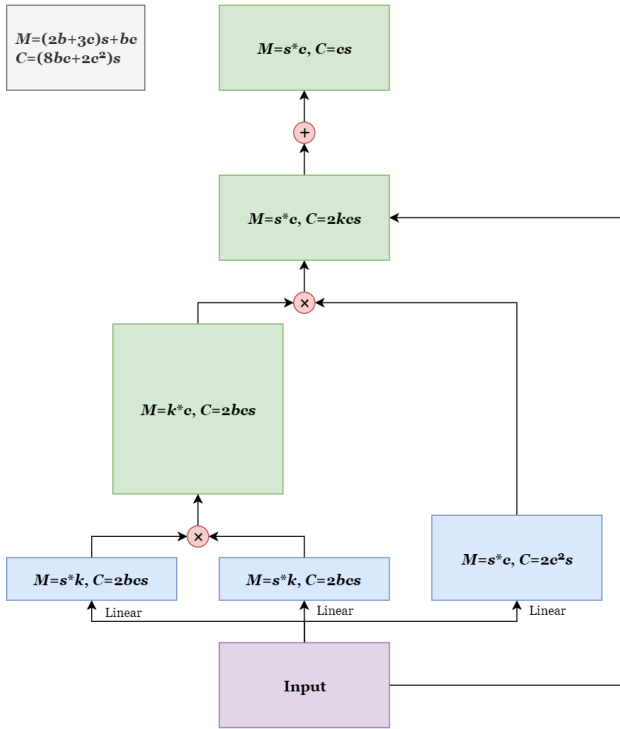 M=(2b+3c)s+bc
C=(8bc+2c²)s
M=s*c, C=cs
+
M=s*c, C=2kcs
×
M=k*c, C=2bcs
×
M=s*k, C=2bcs
M=s*k, C=2bcs
M=s*c, C=2c²s
Linear
Linear
Linear
Input